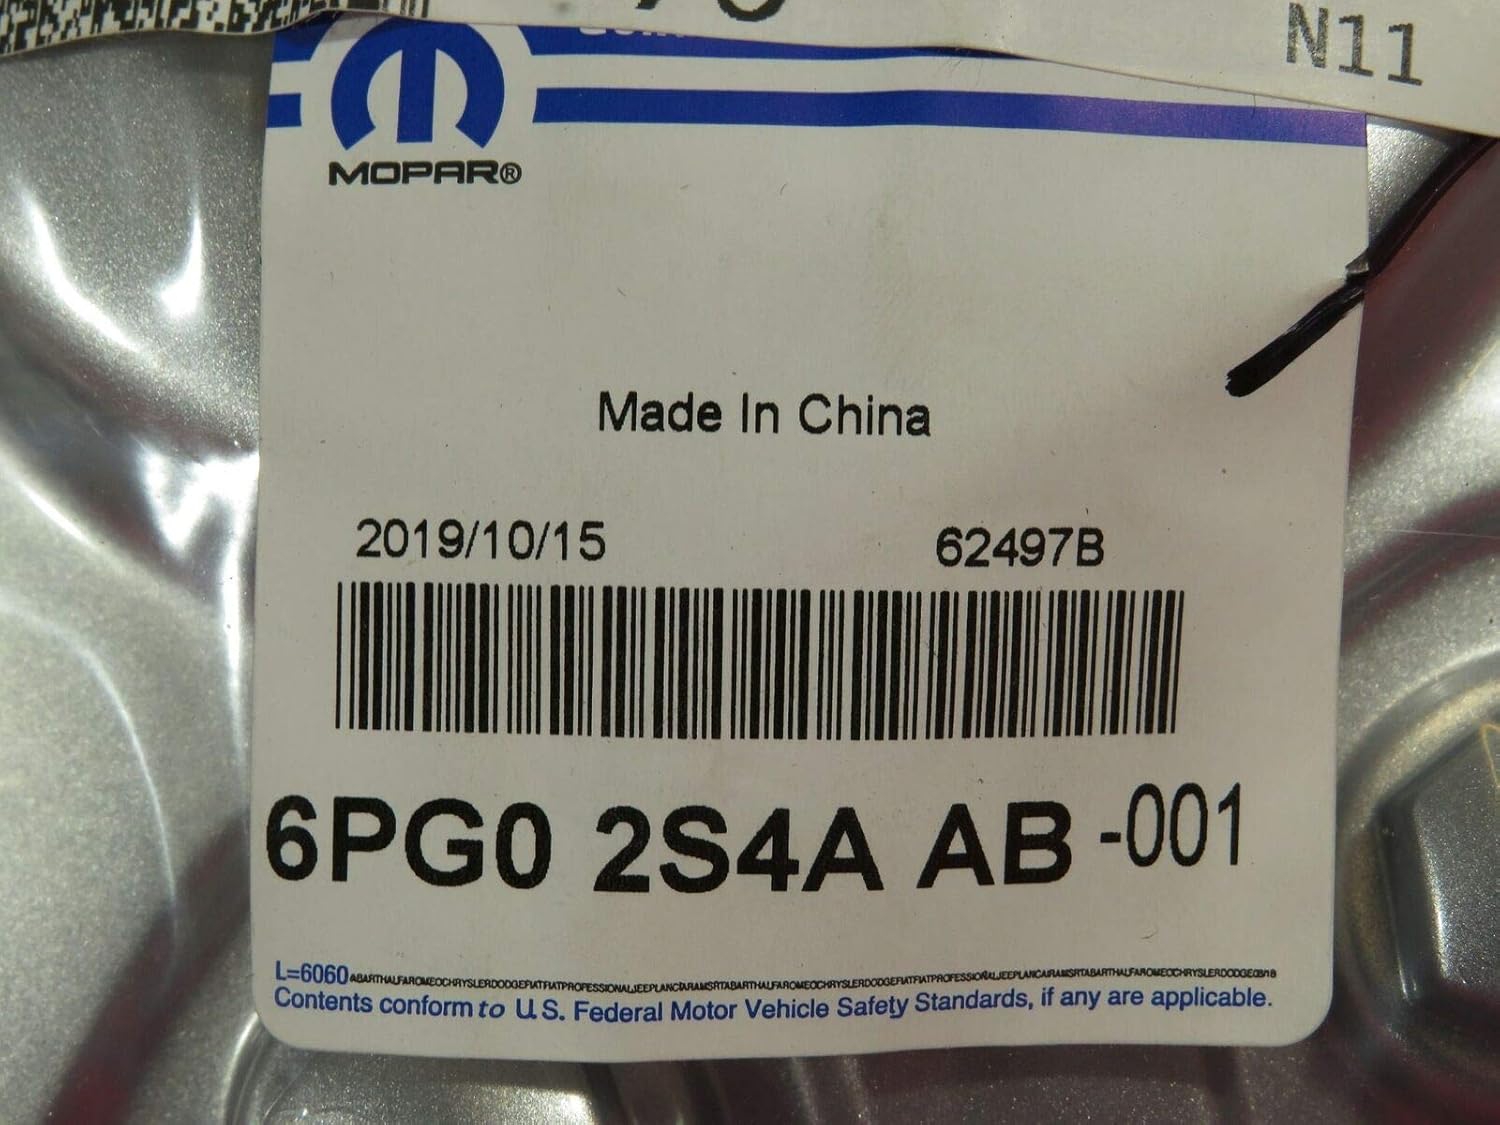 N11
MOPAR®
Made In China
2019/10/15 62497B
6PG0 2S4A AB -001
L=6060
Contents conform to U.S. Federal Motor Vehicle Safety Standards, if any are applicable.